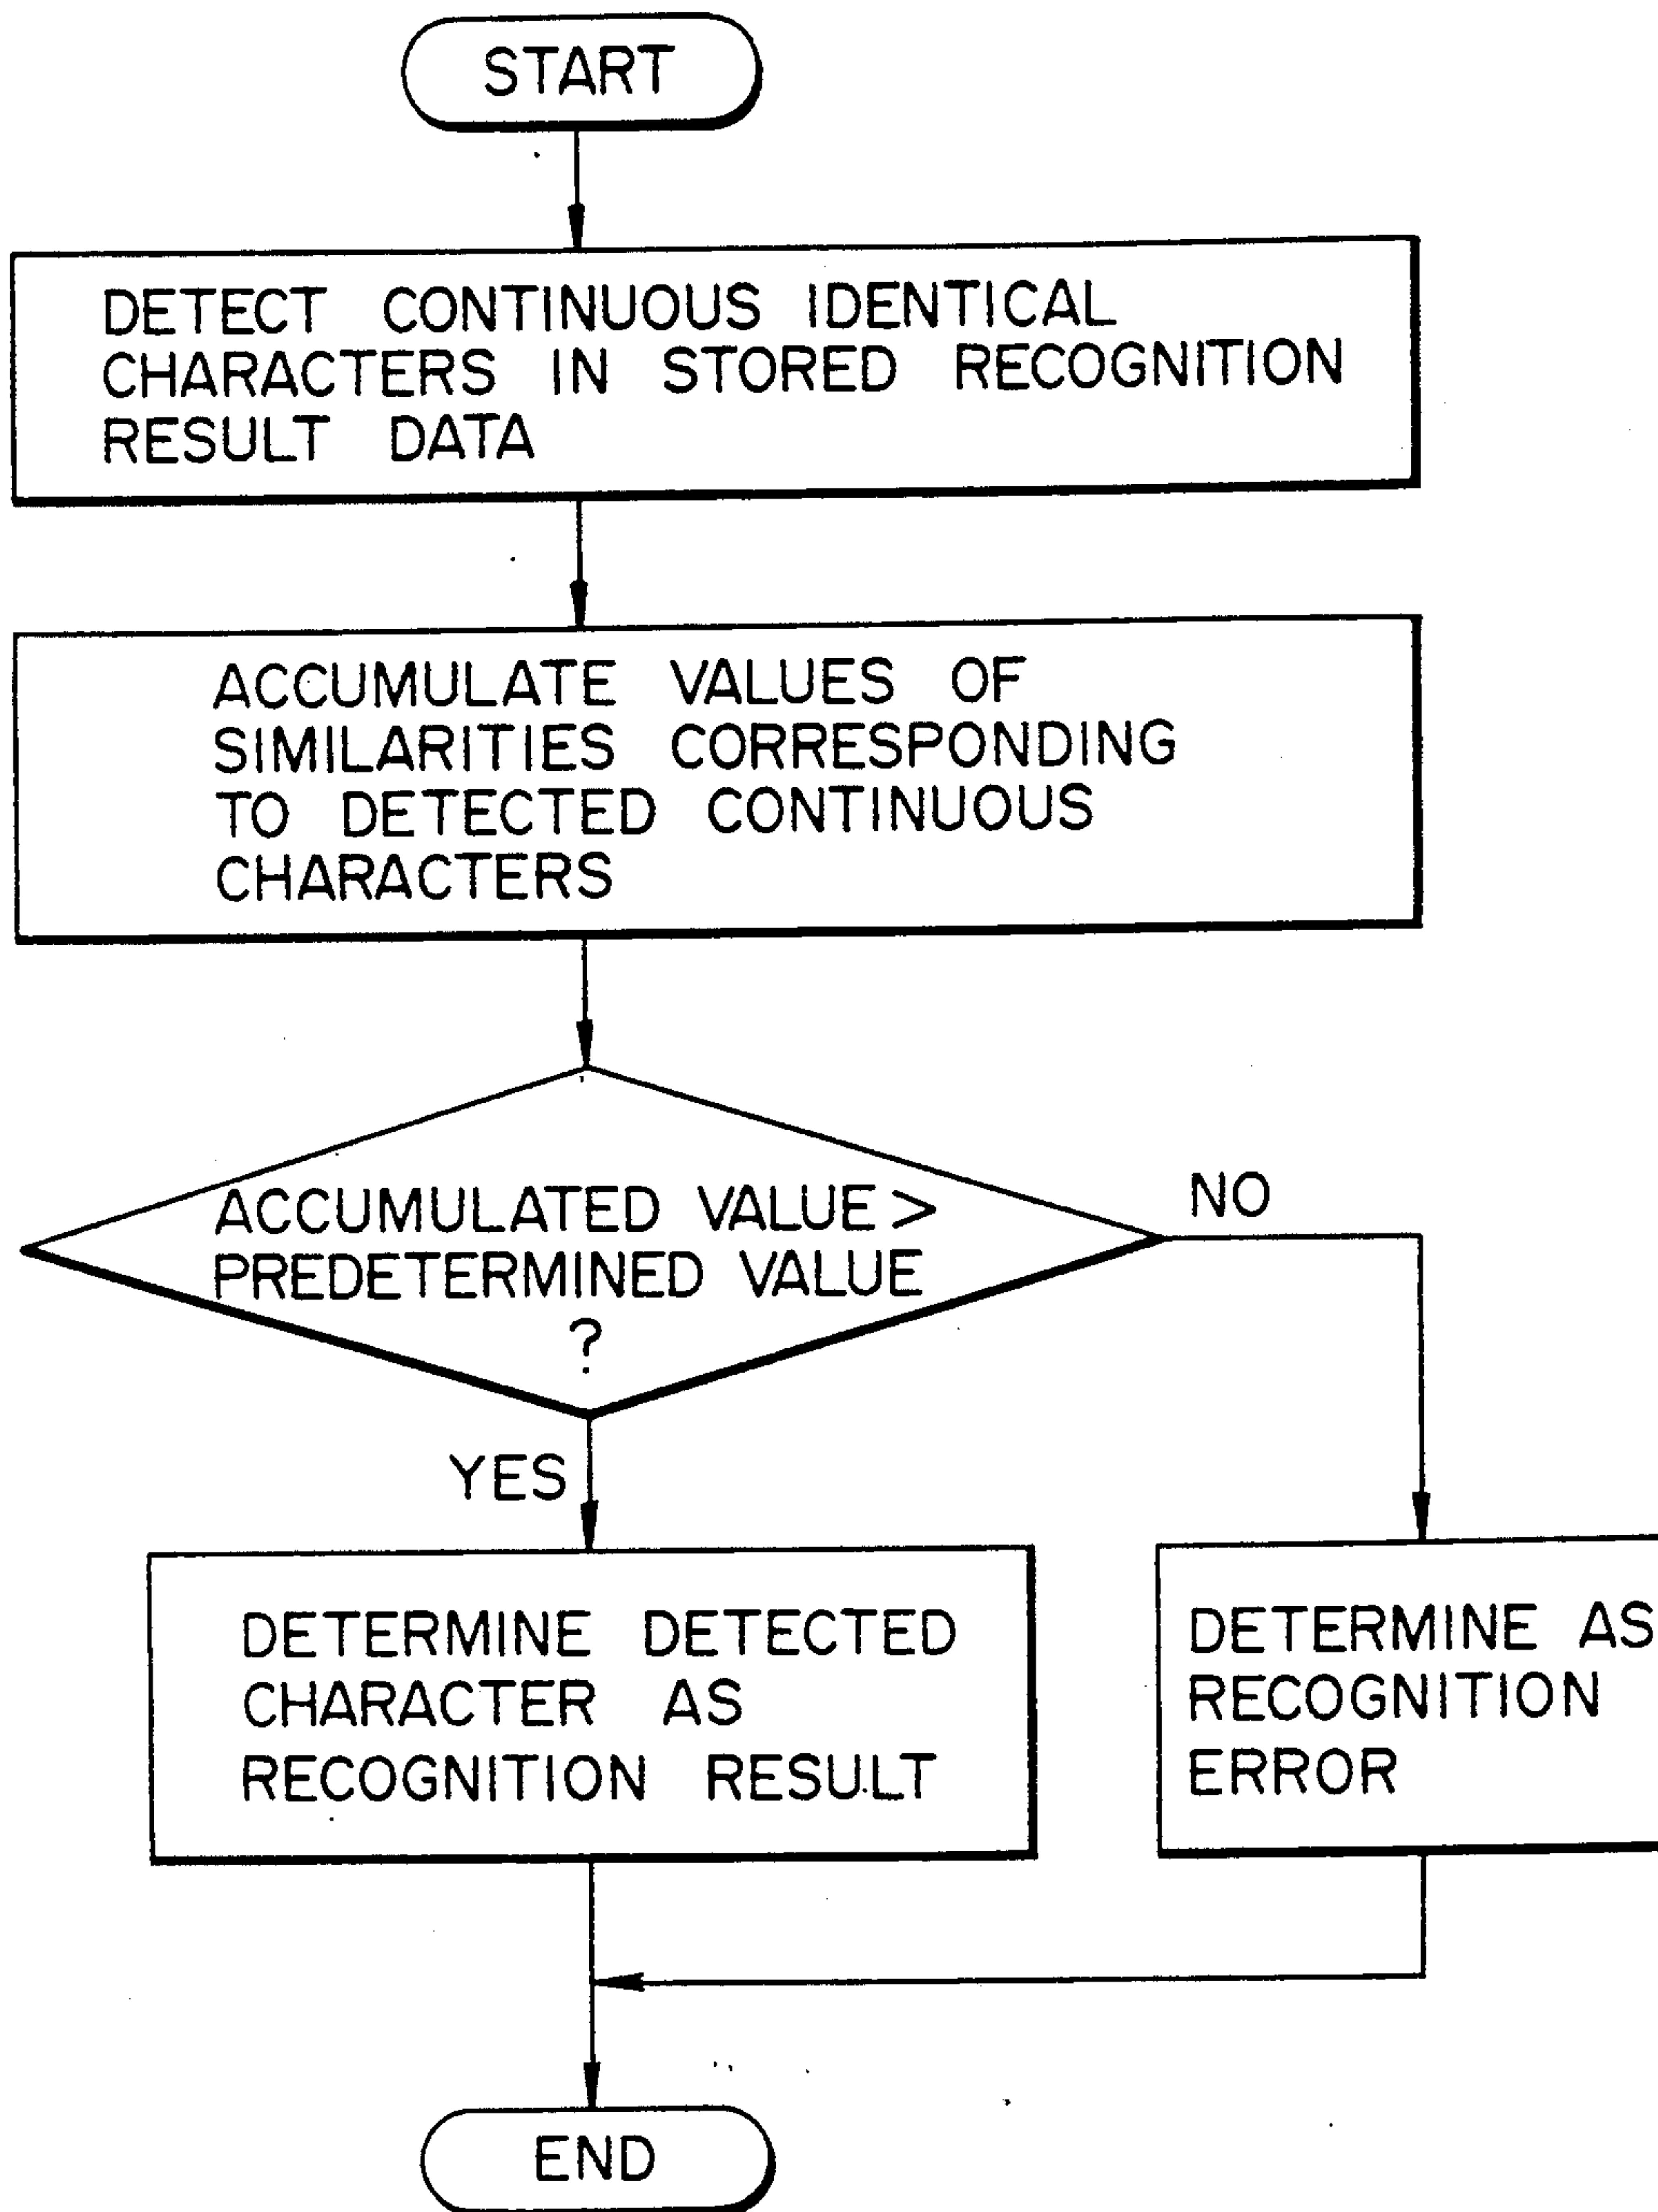 START
DETECT CONTINUOUS IDENTICAL
CHARACTERS IN STORED RECOGNITION
RESULT DATA
ACCUMULATE VALUES OF
SIMILARITIES CORRESPONDING
TO DETECTED CONTINUOUS
CHARACTERS
ACCUMULATED VALUE >
PREDETERMINED VALUE
?
NO
YES
DETERMINE DETECTED
CHARACTER AS
RECOGNITION RESULT
DETERMINE AS
RECOGNITION
ERROR
END